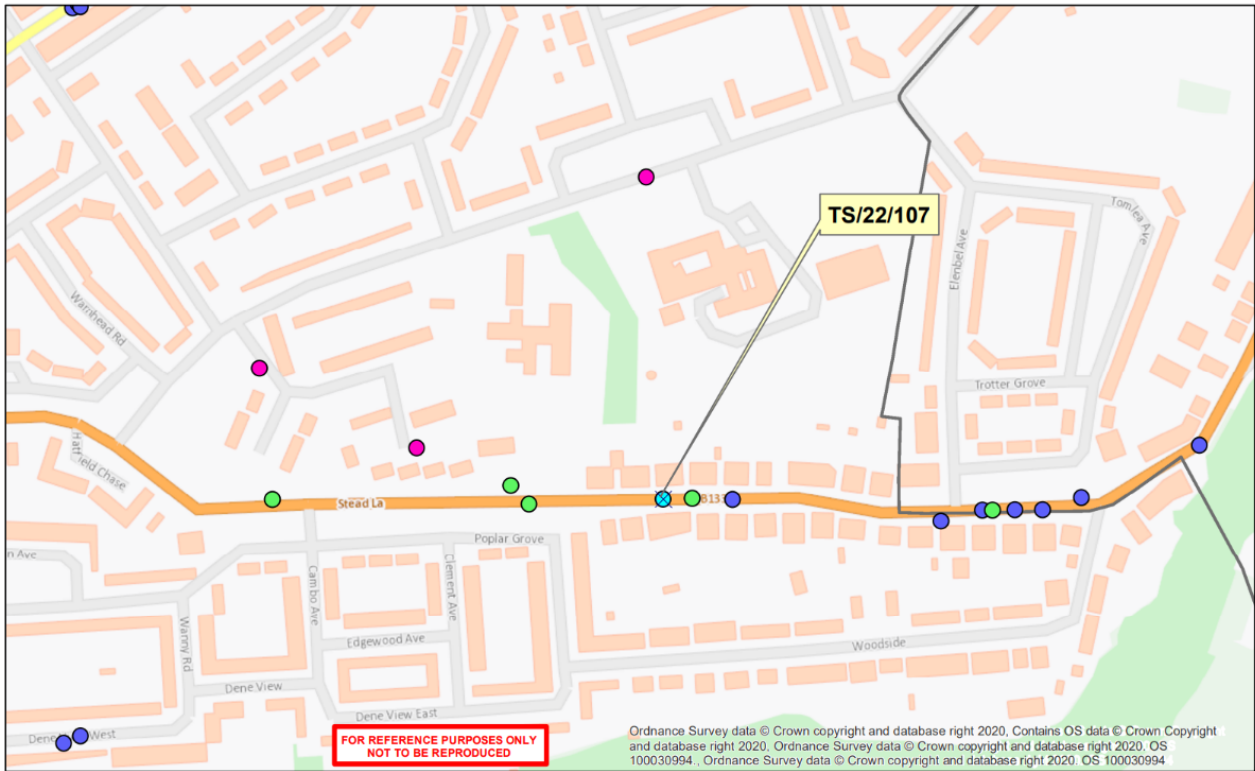 TS/22/107
Tomlea Ave
Elenbel Ave
Warnhead Rd
Trotter Grove
Hatfield Chase
Stead La
B133
Poplar Grove
n Ave
Cambo Ave
Clement Ave
Wanny Rd
Edgewood Ave
Woodside
Dene View
Dene View East
West
FOR REFERENCE PURPOSES ONLY
NOT TO BE REPRODUCED
Ordnance Survey data © Crown copyright and database right 2020, Contains OS data © Crown Copyright
and database right 2020, Ordnance Survey data © Crown copyright and database right 2020. OS
100030994., Ordnance Survey data © Crown copyright and database right 2020. OS 100030994